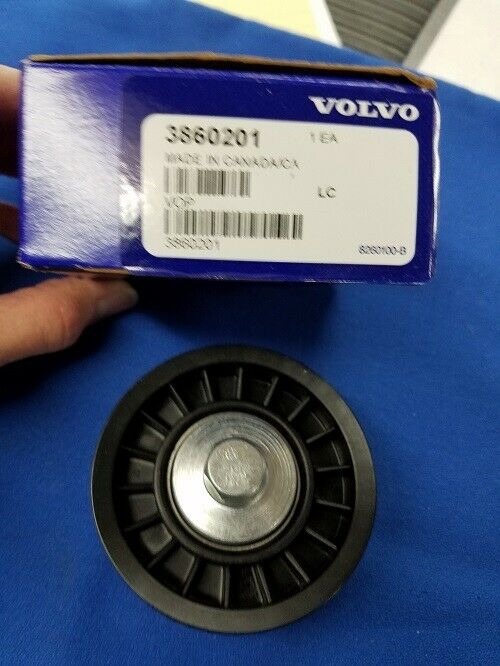 VOLVO
3860201 1 EA
MADE IN CANADA/CA
LC
VOP
3860201
8260100-B